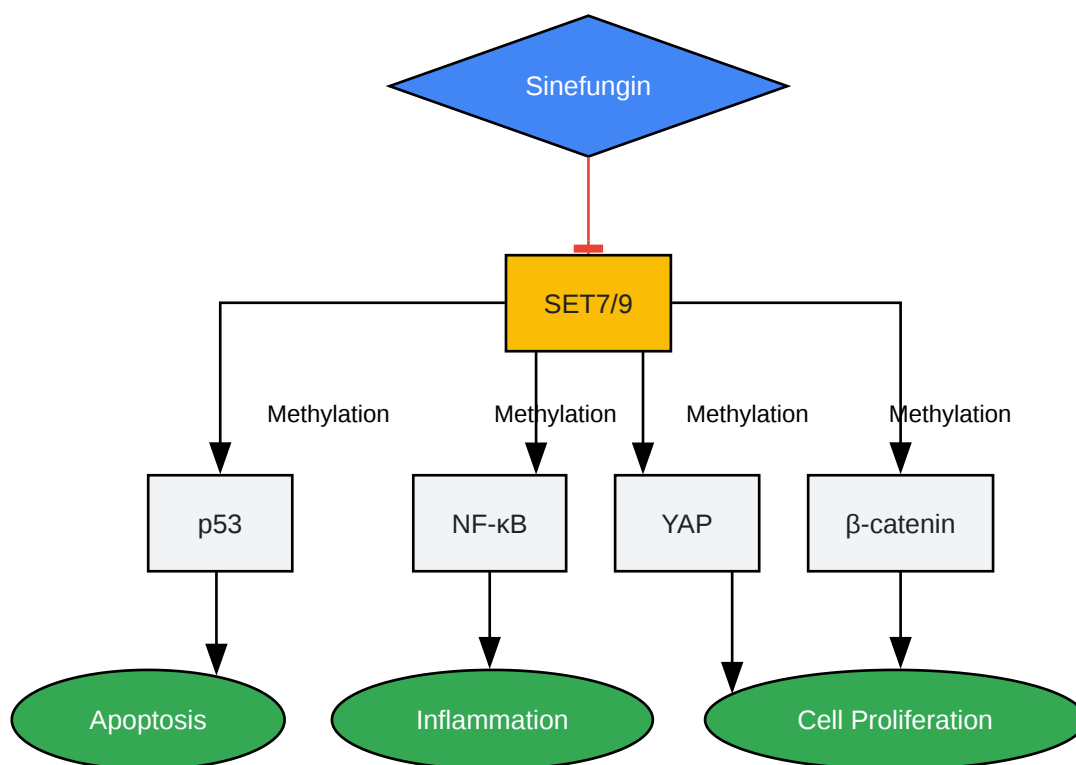 Sinefungin
SET7/9
Methylation
Methylation
Methylation
Methylation
p53
NF-κB
YAP
β-catenin
Apoptosis
Inflammation
Cell Proliferation